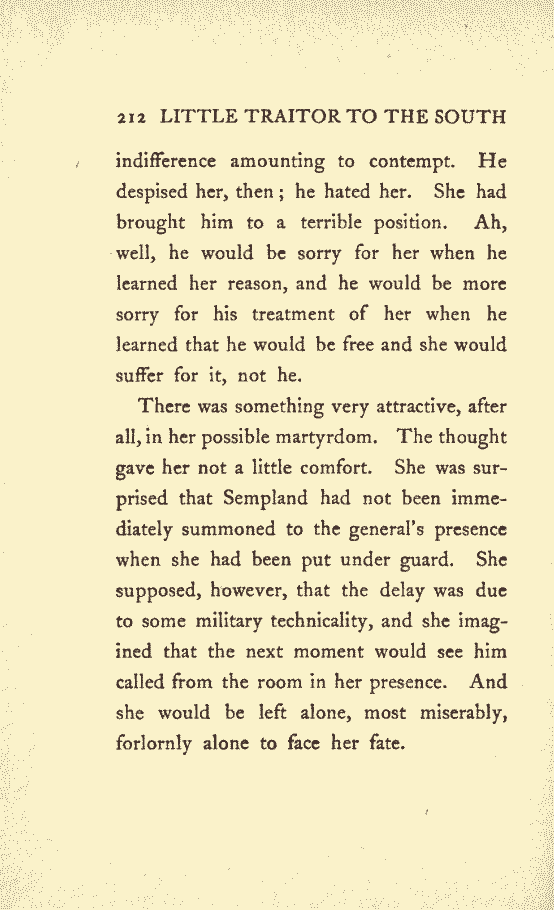 212 LITTLE TRAITOR TO THE SOUTH
indifference amounting to contempt. He
despised her, then; he hated her. She had
brought him to a terrible position. Ah,
well, he would be sorry for her when he
learned her reason, and he would be more
sorry for his treatment of her when he
learned that he would be free and she would
suffer for it, not he.
There was something very attractive, after
all, in her possible martyrdom. The thought
gave her not a little comfort. She was sur-
prised that Sempland had not been imme-
diately summoned to the general's presence
when she had been put under guard. She
supposed, however, that the delay was due
to some military technicality, and she imag-
ined that the next moment would see him
called from the room in her presence. And
she would be left alone, most miserably,
forlornly alone to face her fate.